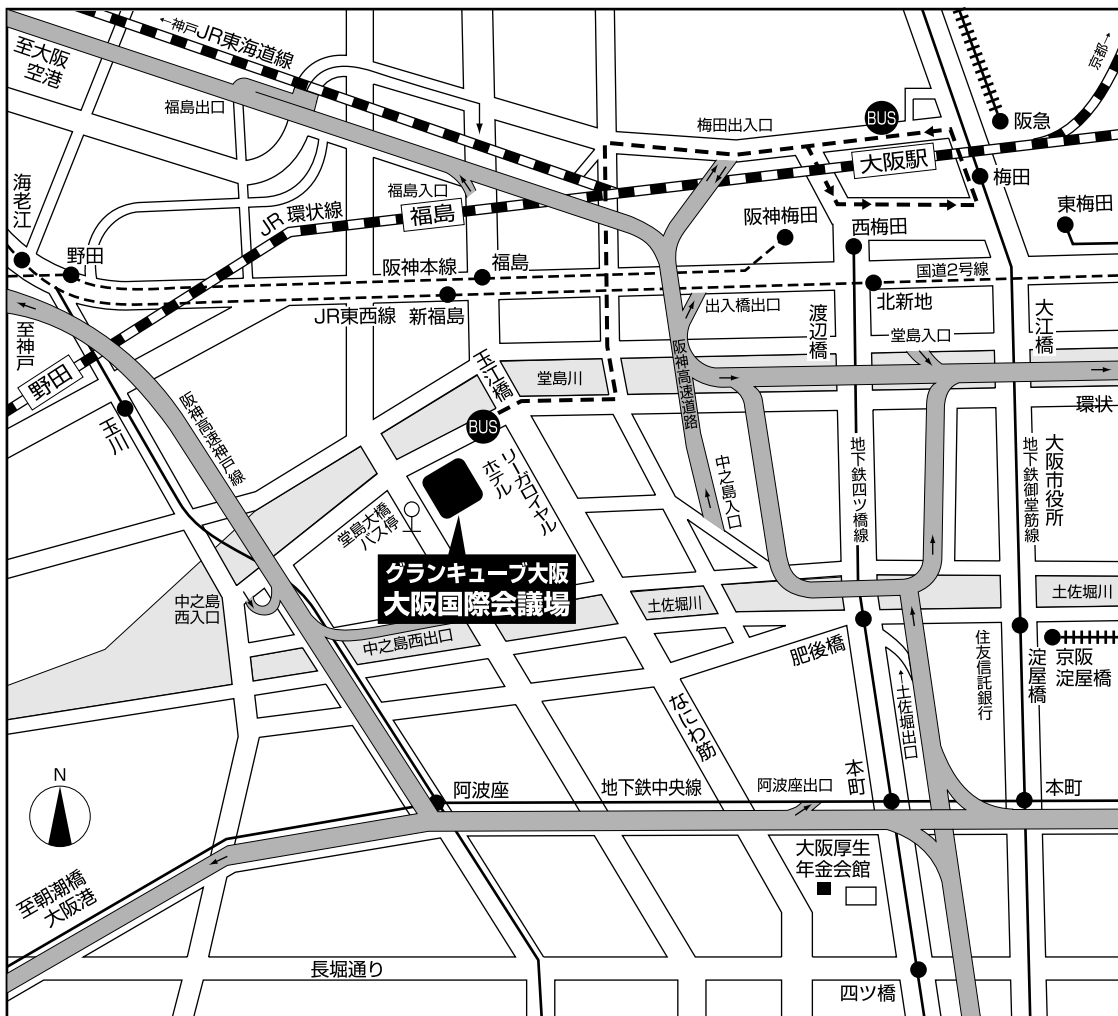 ←神戸
JR東海道線
至大阪
空港
福島出口
京都→
BUS
梅田出入口
阪急
大阪駅
梅田
海老江
福島入口
JR 環状線
福島
東梅田
阪神梅田
西梅田
野田
阪神本線
福島
国道2号線
北新地
JR東西線
新福島
出入橋出口
渡辺橋
大江橋
堂島入口
至神戸
野田
玉江橋
堂島川
阪神高速道路
環状
玉川
阪神高速神戸線
BUS
リーガロイヤル
ホテル
中之島入口
地下鉄四ツ橋線
地下鉄御堂筋線
大阪市役所
堂島大橋
バス停
グランキューブ大阪
大阪国際会議場
中之島
西入口
土佐堀川
土佐堀川
中之島西出口
肥後橋
住友信託銀行
淀屋橋
京阪
淀屋橋
←土佐堀出口
なにわ筋
N
阿波座
地下鉄中央線
阿波座出口
本町
本町
大阪厚生
年金会館
至朝潮橋
大阪港
長堀通り
四ツ橋